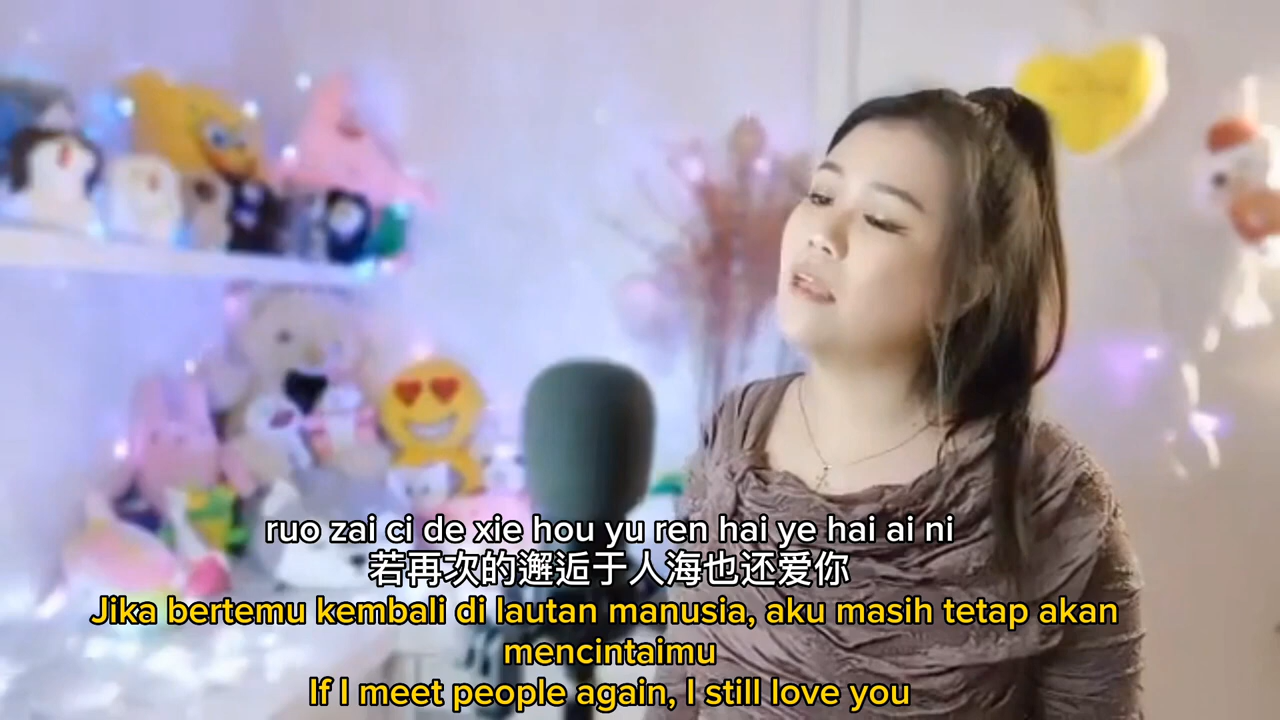 ruo zai ci de xie hou yu ren hai ye hai ai ni
若再次的邂逅于人海也还爱你
Jika bertemu kembali di lautan manusia, aku masih tetap akan
mencintaimu
If I meet people again, I still love you